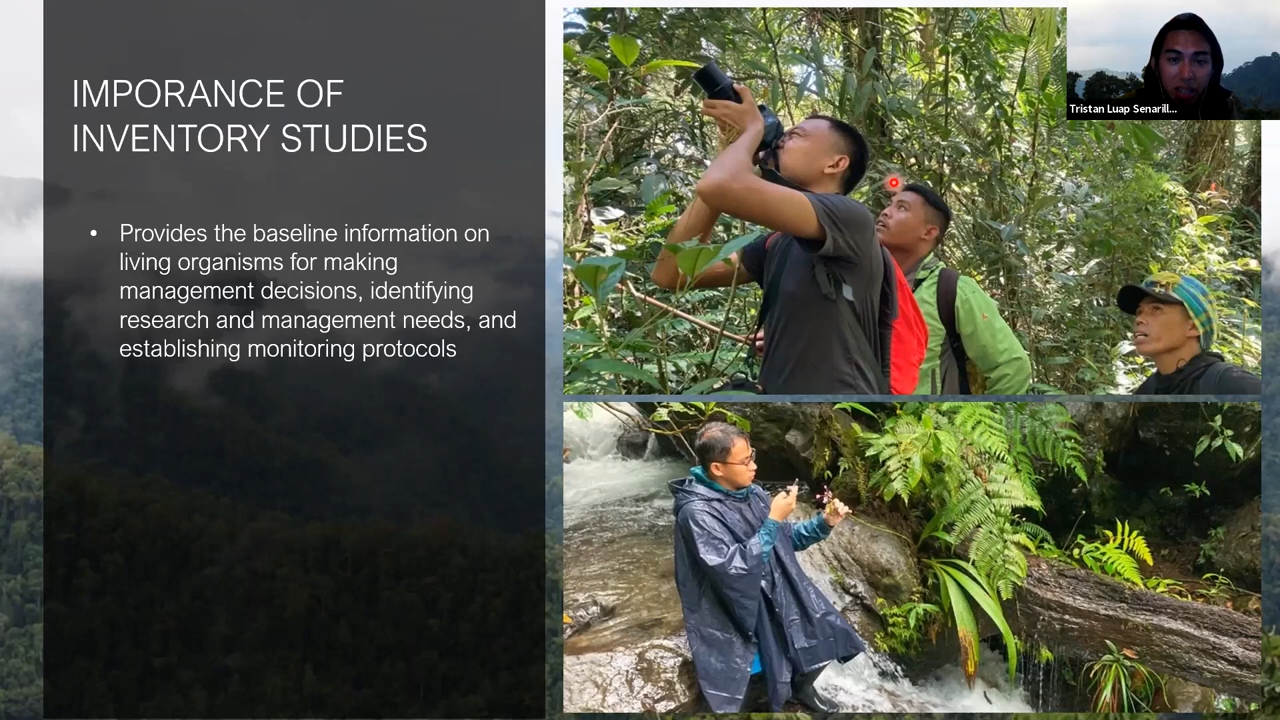 IMPORANCE OF
INVENTORY STUDIES
• Provides the baseline information on
living organisms for making
management decisions, identifying
research and management needs, and
establishing monitoring protocols
Tristan Luap Senarill...